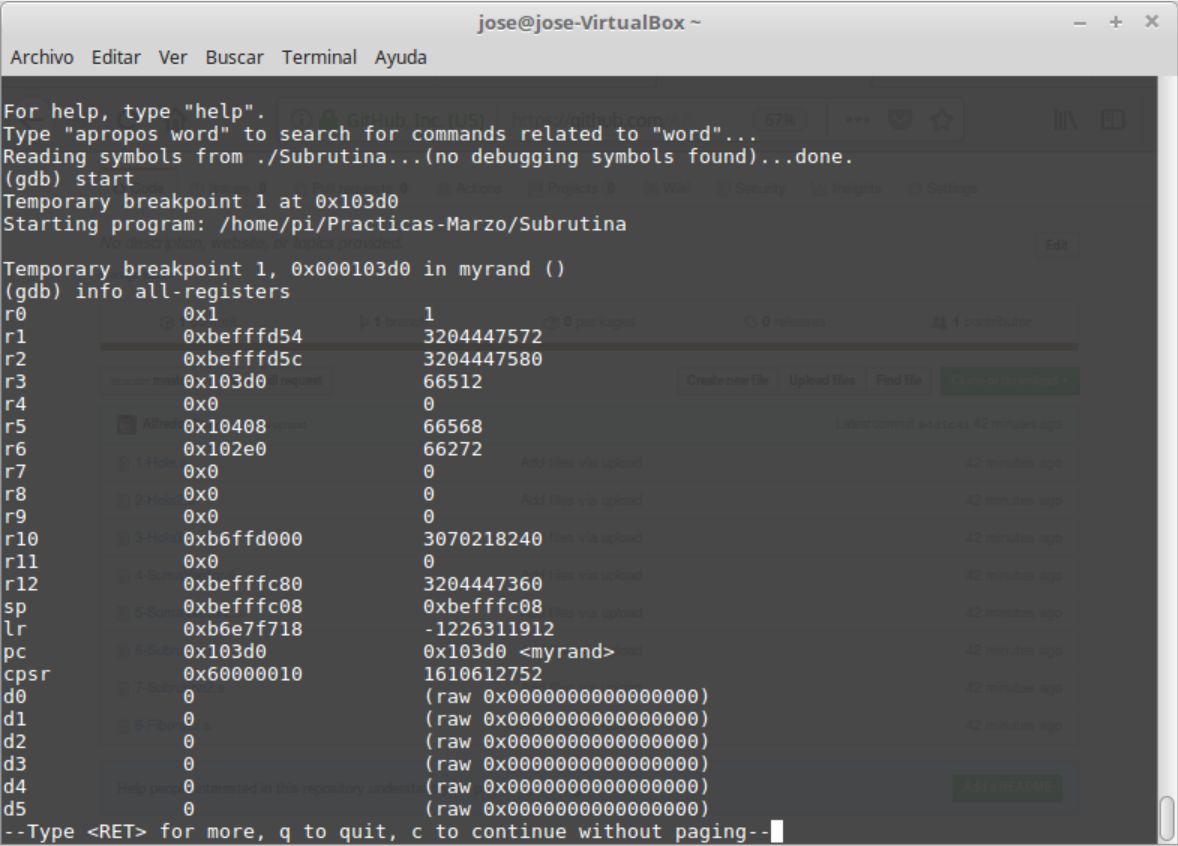 jose@jose-VirtualBox ~
Archivo Editar Ver Buscar Terminal Ayuda
For help, type "help".
Type "apropos word" to search for commands related to "word"...
Reading symbols from ./Subrutina...(no debugging symbols found)...done.
(gdb) start
Temporary breakpoint 1 at 0x103d0
Starting program: /home/pi/Practicas-Marzo/Subrutina
Temporary breakpoint 1, 0x000103d0 in myrand ()
(gdb) info all-registers
r0 0x1 1
r1 0xbefffd54 3204447572
r2 0xbefffd5c 3204447580
r3 0x103d0 66512
r4 0x0 0
r5 0x10408 66568
r6 0x102e0 66272
r7 0x0 0
r8 0x0 0
r9 0x0 0
r10 0xb6ffd000 3070218240
r11 0x0 0
r12 0xbefffc80 3204447360
sp 0xbefffc08 0xbefffc08
lr 0xb6e7f718 -1226311912
pc 0x103d0 0x103d0 <myrand>
cpsr 0x60000010 1610612752
d0 0 (raw 0x0000000000000000)
d1 0 (raw 0x0000000000000000)
d2 0 (raw 0x0000000000000000)
d3 0 (raw 0x0000000000000000)
d4 0 (raw 0x0000000000000000)
d5 0 (raw 0x0000000000000000)
--Type <RET> for more, q to quit, c to continue without paging--